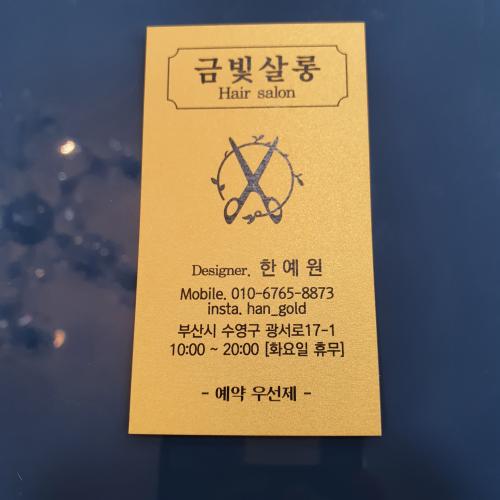 금빛살롱
Hair salon
Designer. 한예원
Mobile. 010-6765-8873
insta. han_gold
부산시 수영구 광서로17-1
10:00 ~ 20:00 [화요일 휴무]
- 예약 우선제 -